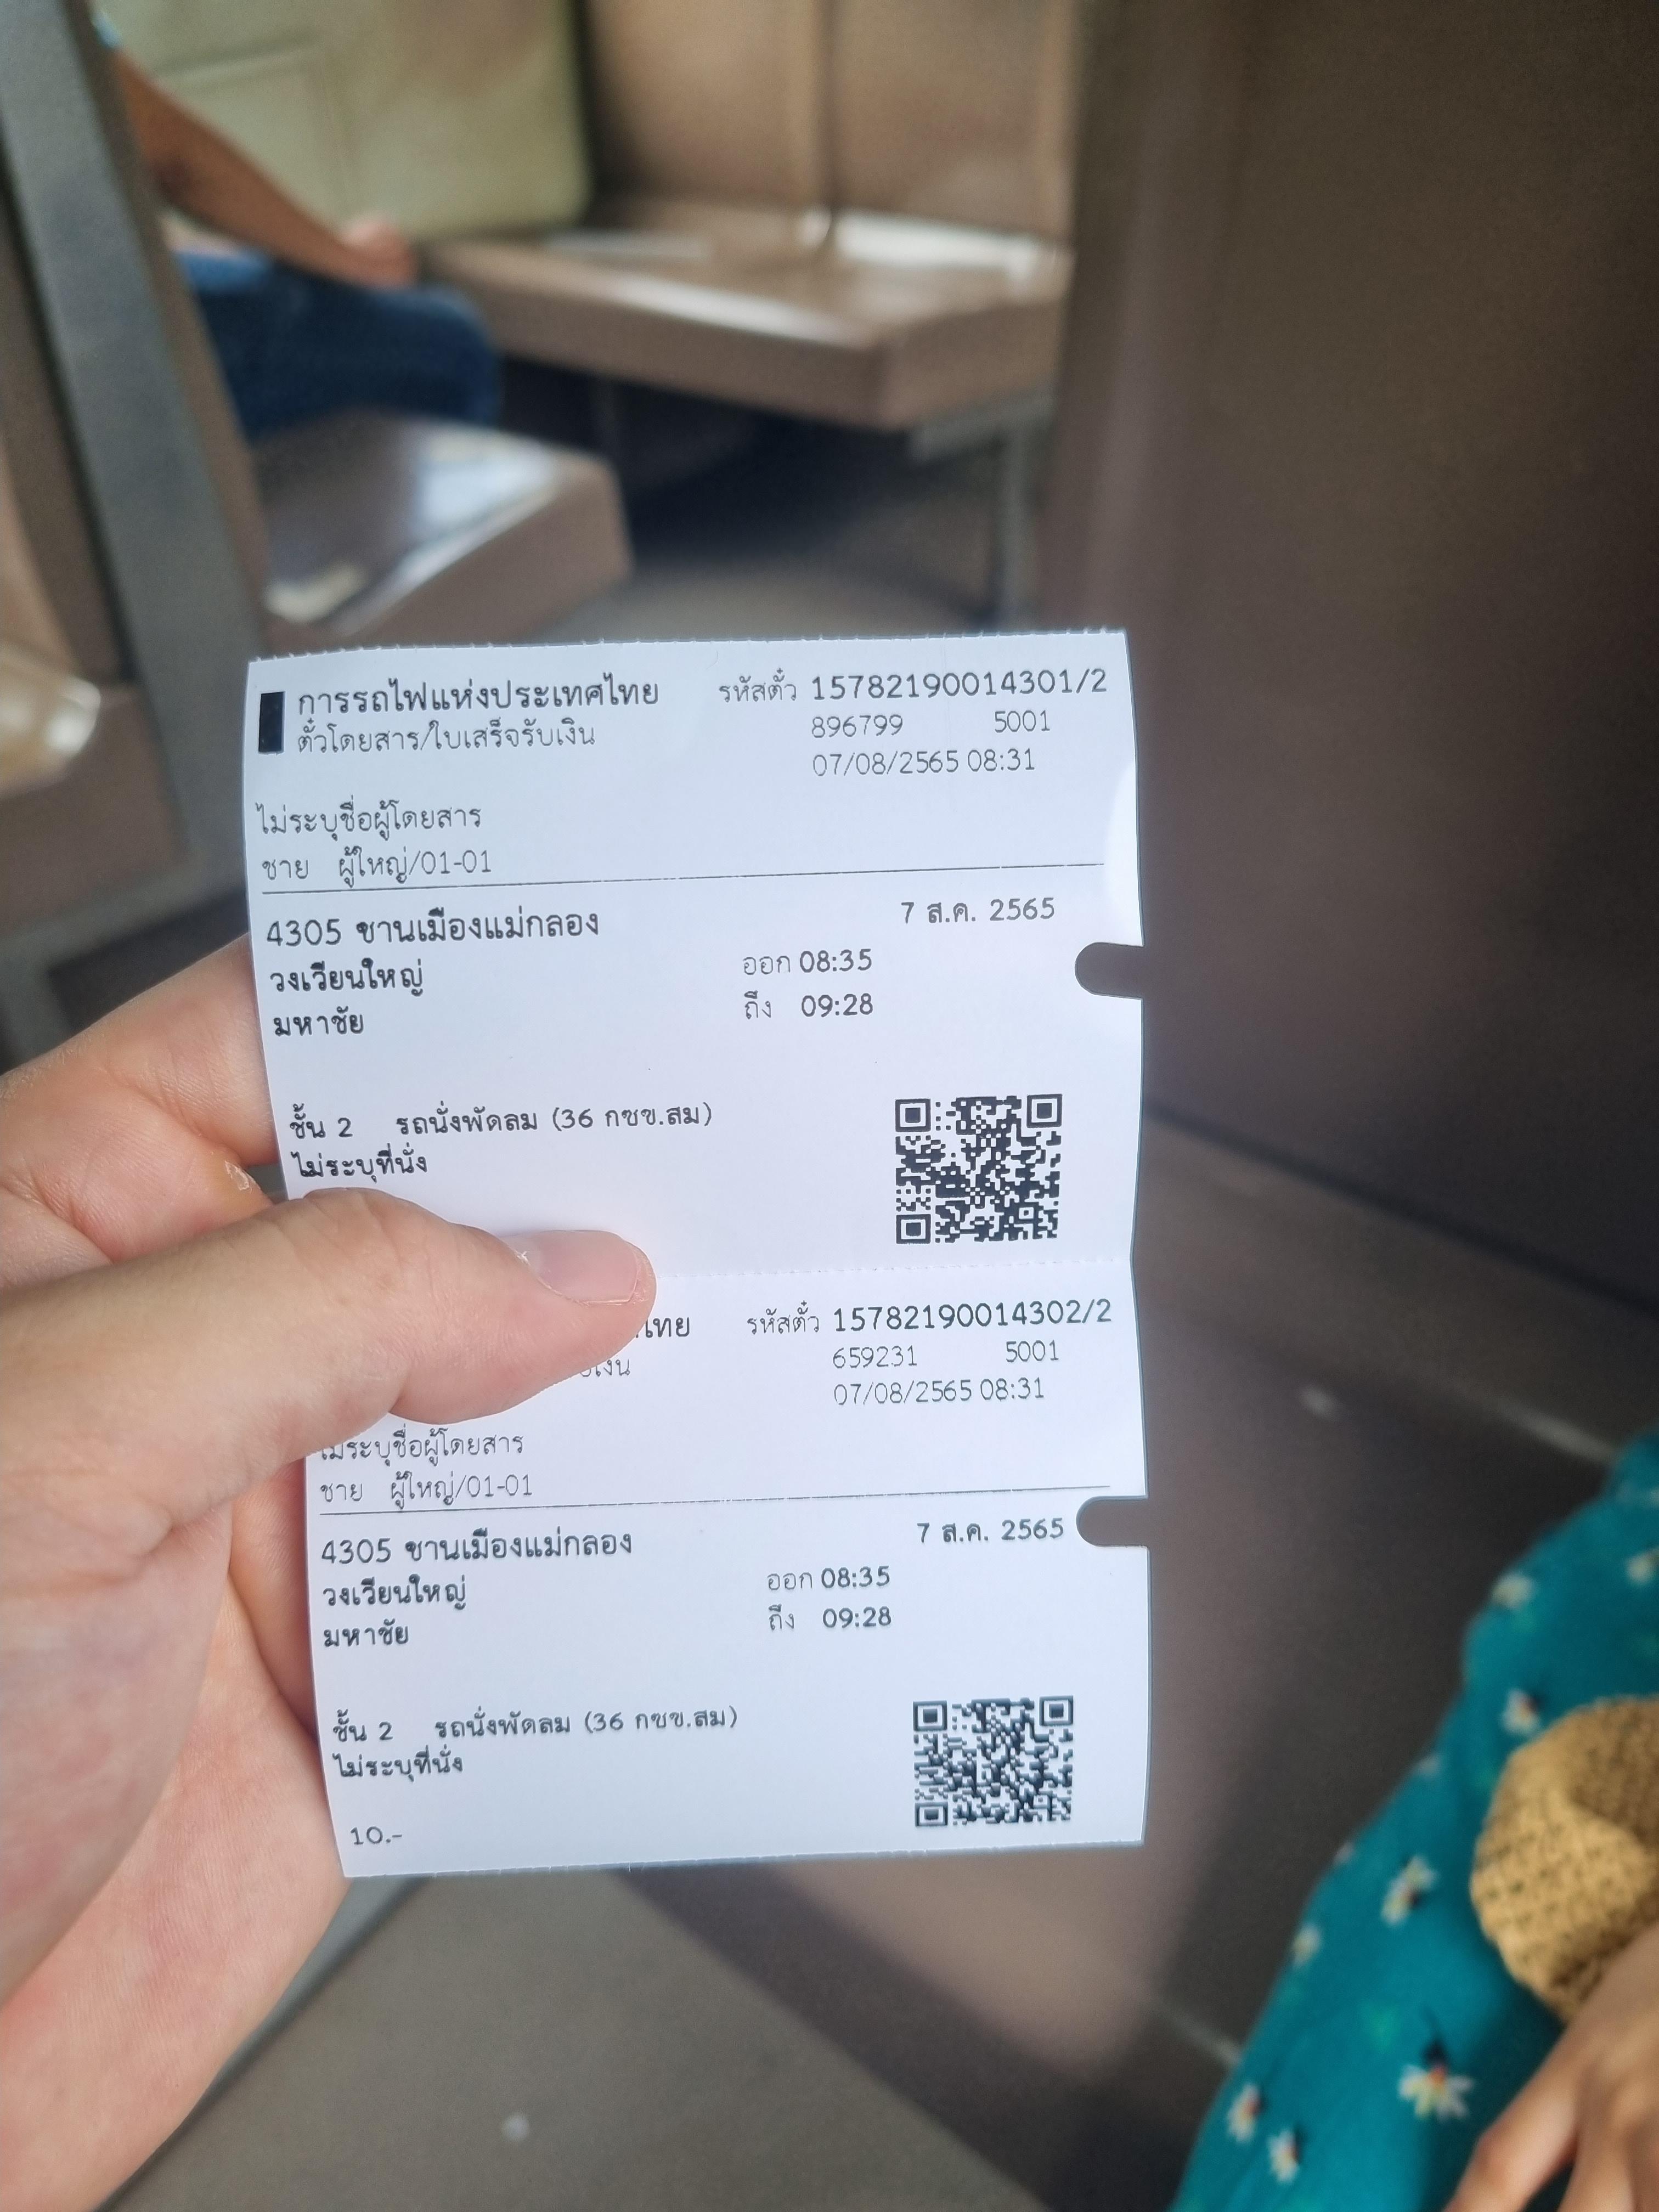 การรถไฟแห่งประเทศไทย
ตั๋วโดยสาร/ใบเสร็จรับเงิน
รหัสตั๋ว 15782190014301/2
896799 5001
07/08/2565 08:31
ไม่ระบุชื่อผู้โดยสาร
ชาย ผู้ใหญ่/01-01
4305 ชานเมืองแม่กลอง
7 ส.ค. 2565
วงเวียนใหญ่
ออก 08:35
มหาชัย
ถึง 09:28
ชั้น 2 รถนั่งพัดลม (36 กซข.สม)
ไม่ระบุที่นั่ง
รหัสตั๋ว 15782190014302/2
659231 5001
07/08/2565 08:31
ไม่ระบุชื่อผู้โดยสาร
ชาย ผู้ใหญ่/01-01
4305 ชานเมืองแม่กลอง
7 ส.ค. 2565
วงเวียนใหญ่
ออก 08:35
มหาชัย
ถึง 09:28
ชั้น 2 รถนั่งพัดลม (36 กซข.สม)
ไม่ระบุที่นั่ง
10.-